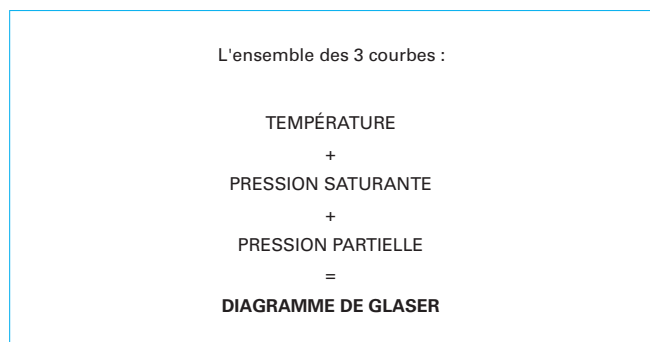 L'ensemble des 3 courbes :
TEMPÉRATURE
+
PRESSION SATURANTE
+
PRESSION PARTIELLE
=
DIAGRAMME DE GLASER